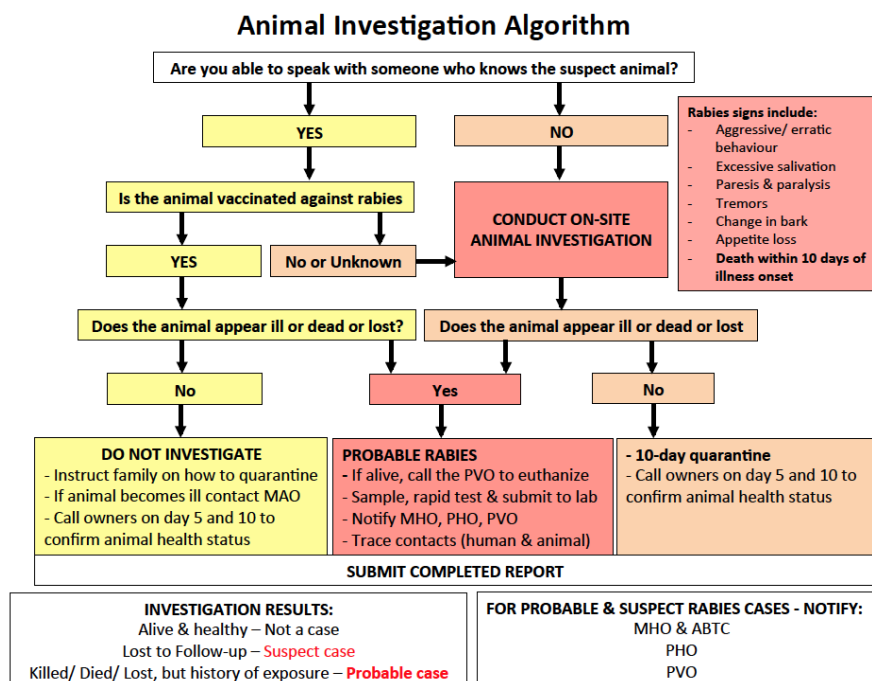 Animal Investigation Algorithm
Are you able to speak with someone who knows the suspect animal?
YES
NO
Rabies signs include:
- Aggressive/ erratic
behaviour
- Excessive salivation
- Paresis & paralysis
- Tremors
- Change in bark
- Appetite loss
- Death within 10 days of
illness onset
Is the animal vaccinated against rabies
CONDUCT ON-SITE
ANIMAL INVESTIGATION
YES
No or Unknown
Does the animal appear ill or dead or lost?
Does the animal appear ill or dead or lost
No
Yes
No
DO NOT INVESTIGATE
- Instruct family on how to quarantine
- If animal becomes ill contact MAO
- Call owners on day 5 and 10 to
confirm animal health status
PROBABLE RABIES
- If alive, call the PVO to euthanize
- Sample, rapid test & submit to lab
- Notify MHO, PHO, PVO
- Trace contacts (human & animal)
- 10-day quarantine
- Call owners on day 5 and 10 to
confirm animal health status
SUBMIT COMPLETED REPORT
INVESTIGATION RESULTS:
Alive & healthy – Not a case
Lost to Follow-up – Suspect case
Killed/ Died/ Lost, but history of exposure – Probable case
FOR PROBABLE & SUSPECT RABIES CASES - NOTIFY:
MHO & ABTC
PHO
PVO